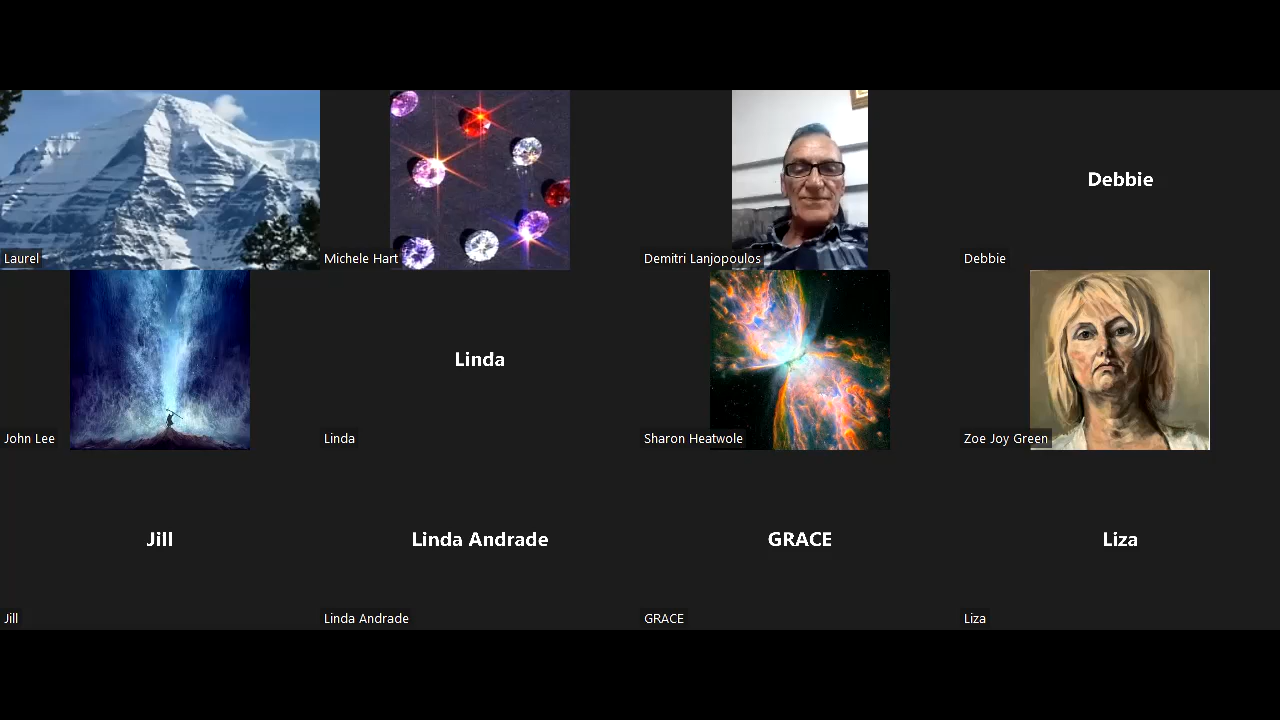 Laurel
Michele Hart
Demitri Lanjopoulos
Debbie
Debbie
John Lee
Linda
Linda
Sharon Heatwole
Zoe Joy Green
Jill
Jill
Linda Andrade
Linda Andrade
GRACE
GRACE
Liza
Liza